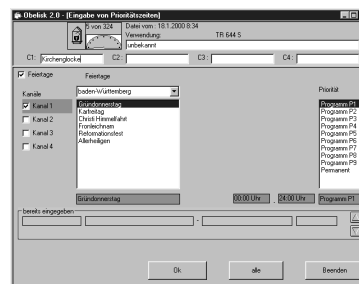 Obelisk 2.0 - [Eingabe von Prioritätszeiten]
5 von 324
Datei vom : 18.1.2000 8:34
Verwendung: TR 644 S
unbekannt
C1: Kirchenglocke C2: C3: C4:
Feiertage Feiertage
Kanäle baden-Württemberg Priorität
Kanal 1
Kanal 2
Kanal 3
Kanal 4
Gründonnerstag
Karfreitag
Christi Himmelfahrt
Fronleichnam
Reformationsfest
Allerheiligen
Programm P1
Programm P2
Programm P3
Programm P4
Programm P5
Programm P6
Programm P7
Programm P8
Programm P9
Permanent
Gründonnerstag 00:00 Uhr 24:00 Uhr Programm P1
bereits eingegeben
-
Ok alle Beenden